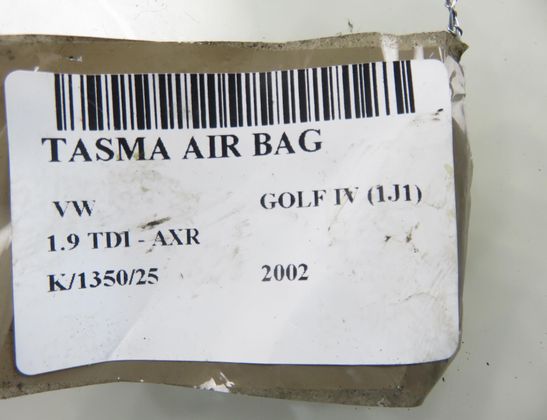 TASMA AIR BAG
VW GOLF IV (1J1)
1.9 TDI - AXR
K/1350/25 2002